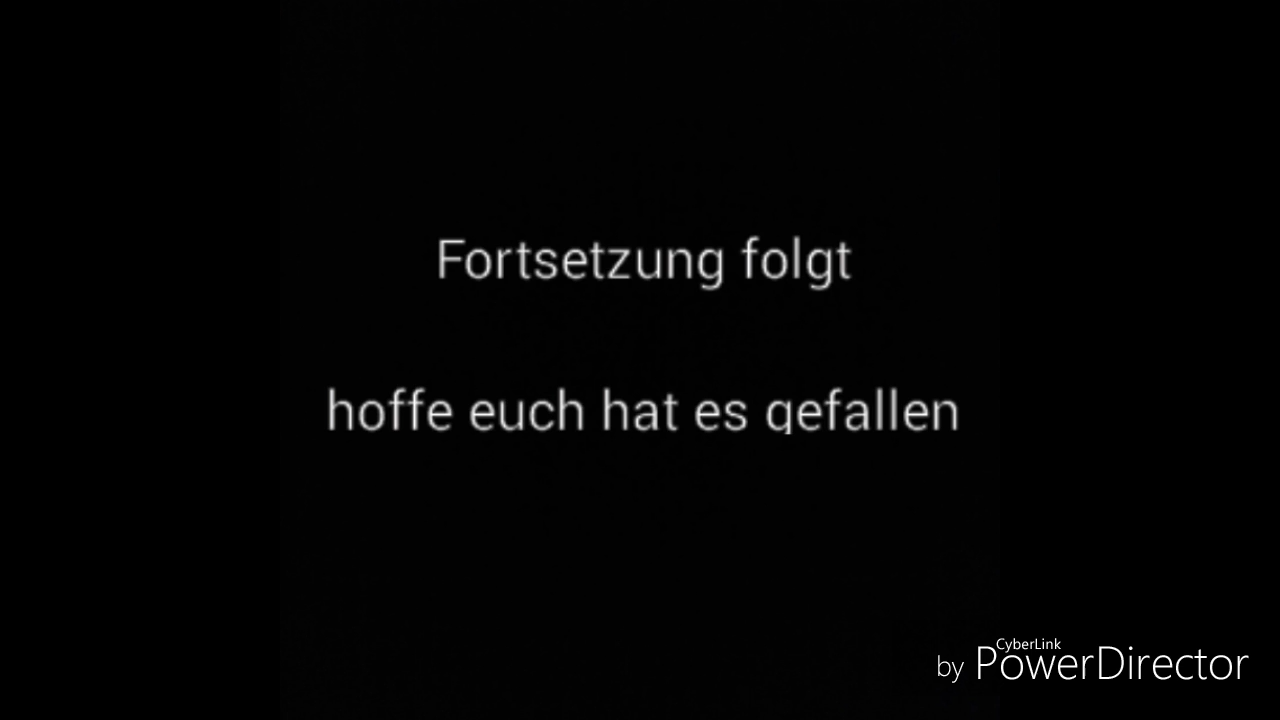 Fortsetzung folgt
hoffe euch hat es gefallen
CyberLink
by PowerDirector